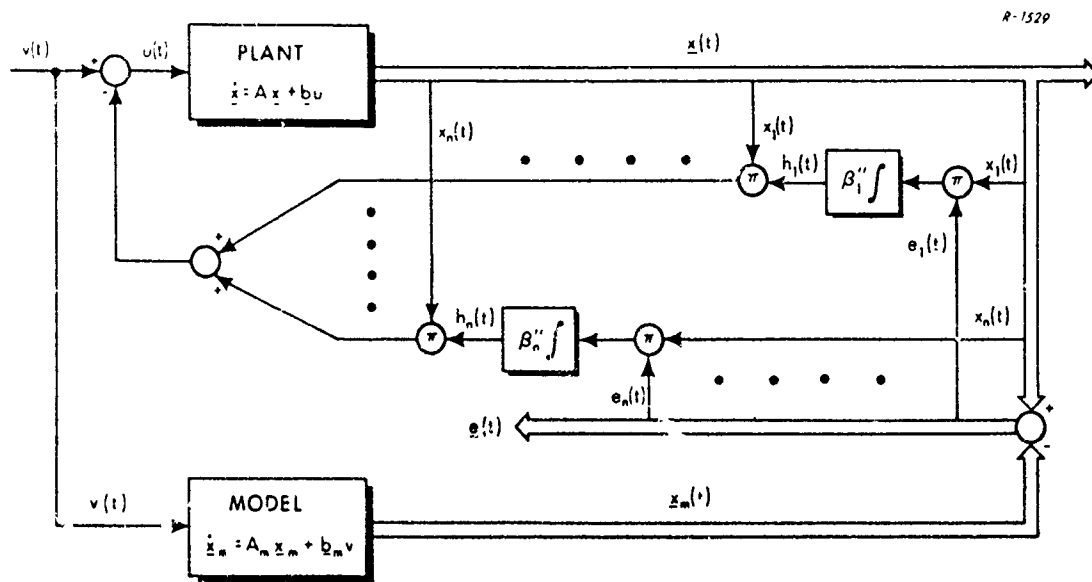 R-1529
v(t)
+
-
u(t)
PLANT
ẋ = A x + b u
x(t)
xₙ(t)
x₁(t)
π
h₁(t)
β₁'' ∫
π
x₁(t)
e₁(t)
+
+
π
hₙ(t)
βₙ'' ∫
π
xₙ(t)
eₙ(t)
e(t)
+
-
v(t)
MODEL
ẋₘ = Aₘ xₘ + bₘ v
xₘ(t)